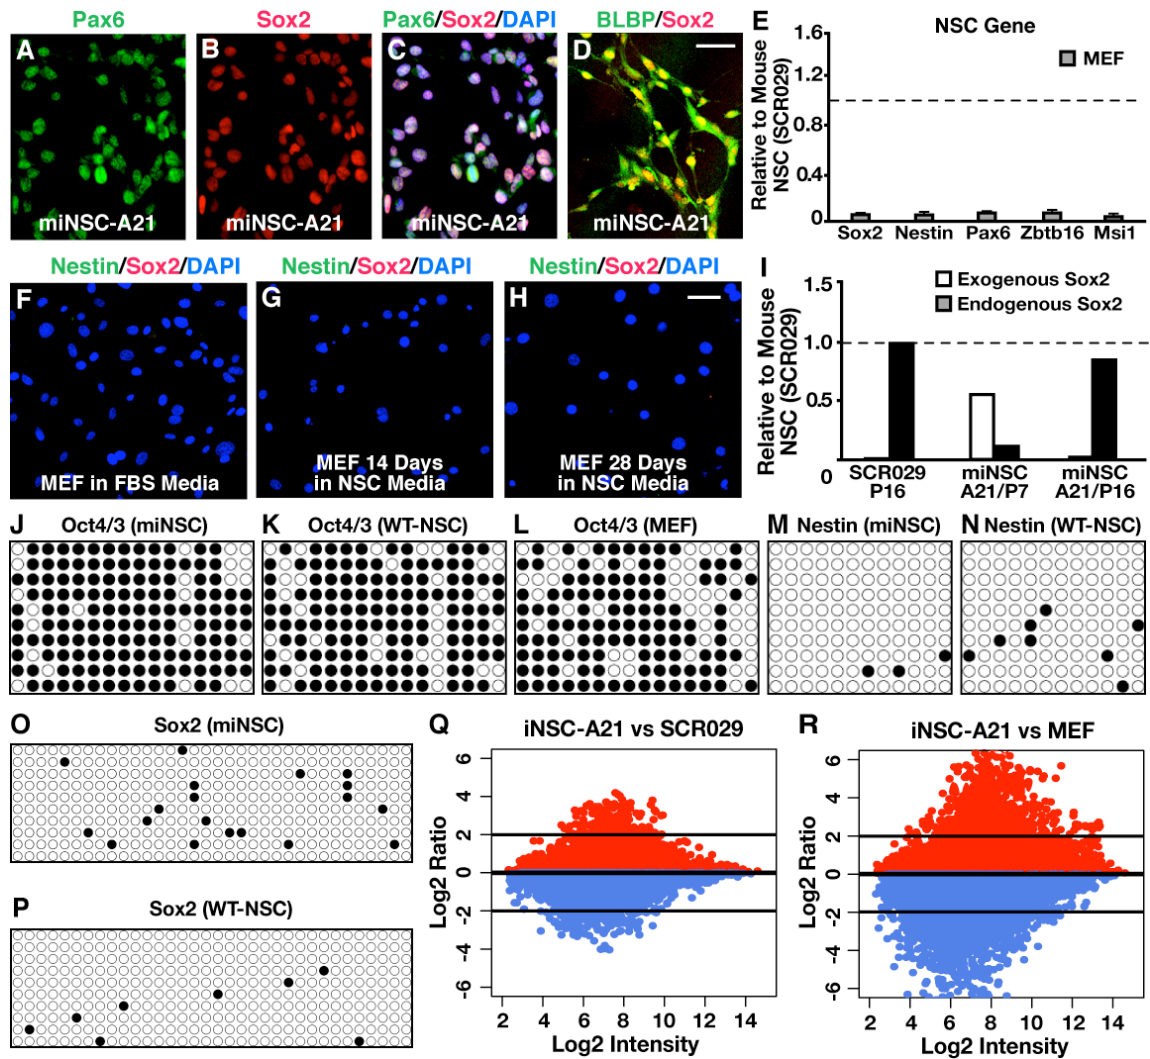 Pax6
Sox2
Pax6/Sox2/DAPI
BLBP/Sox2
A
miNSC-A21
B
miNSC-A21
C
miNSC-A21
D
miNSC-A21
E
NSC Gene
MEF
Relative to Mouse
NSC (SCR029)
1.6
1.2
0.8
0.4
0
Sox2 Nestin Pax6 Zbtb16 Msi1
Nestin/Sox2/DAPI
Nestin/Sox2/DAPI
Nestin/Sox2/DAPI
F
MEF in FBS Media
G
MEF 14 Days
in NSC Media
H
MEF 28 Days
in NSC Media
I
Exogenous Sox2
Endogenous Sox2
Relative to Mouse
NSC (SCR029)
1.5
1.0
0.5
0
SCR029 miNSC miNSC
P16 A21/P7 A21/P16
J Oct4/3 (miNSC)
K Oct4/3 (WT-NSC)
L Oct4/3 (MEF)
M Nestin (miNSC)
N Nestin (WT-NSC)
O Sox2 (miNSC)
P Sox2 (WT-NSC)
Q iNSC-A21 vs SCR029
Log2 Ratio
6
4
2
0
-2
-4
-6
2 4 6 8 10 12 14
Log2 Intensity
R iNSC-A21 vs MEF
Log2 Ratio
6
4
2
0
-2
-4
-6
2 4 6 8 10 12 14
Log2 Intensity